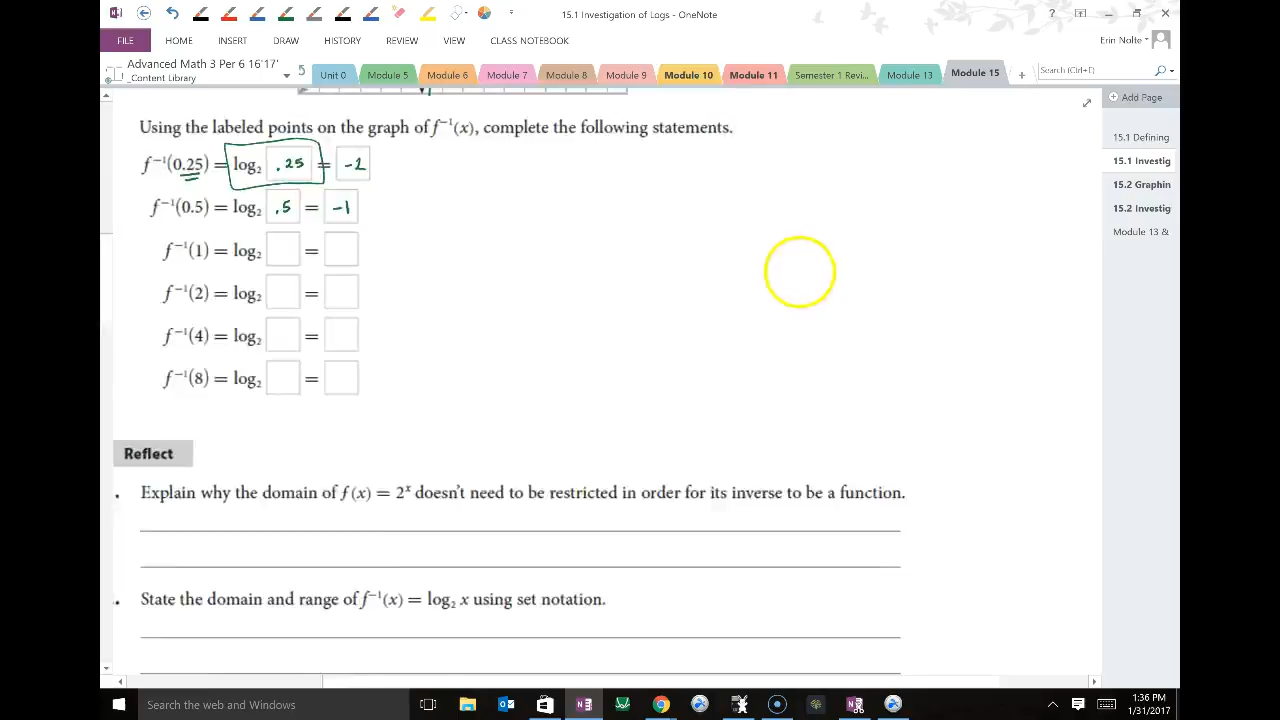 15.1 Investigation of Logs - OneNote
FILE HOME INSERT DRAW HISTORY REVIEW VIEW CLASS NOTEBOOK
Erin Nolte
Advanced Math 3 Per 6 16'17'
_Content Library
5 Unit 0 Module 5 Module 6 Module 7 Module 8 Module 9 Module 10 Module 11 Semester 1 Revi... Module 13 Module 15
Search (Ctrl+E)
Add Page
15.1 Defining
15.1 Investig
15.2 Graphin
15.2 Investig
Module 13 &
Using the labeled points on the graph of f⁻¹(x), complete the following statements.
f⁻¹(0.25) = log₂ .25 = -2
f⁻¹(0.5) = log₂ .5 = -1
f⁻¹(1) = log₂ =
f⁻¹(2) = log₂ =
f⁻¹(4) = log₂ =
f⁻¹(8) = log₂ =
Reflect
. Explain why the domain of f(x) = 2ˣ doesn't need to be restricted in order for its inverse to be a function.
. State the domain and range of f⁻¹(x) = log₂ x using set notation.
Search the web and Windows
1:36 PM
1/31/2017